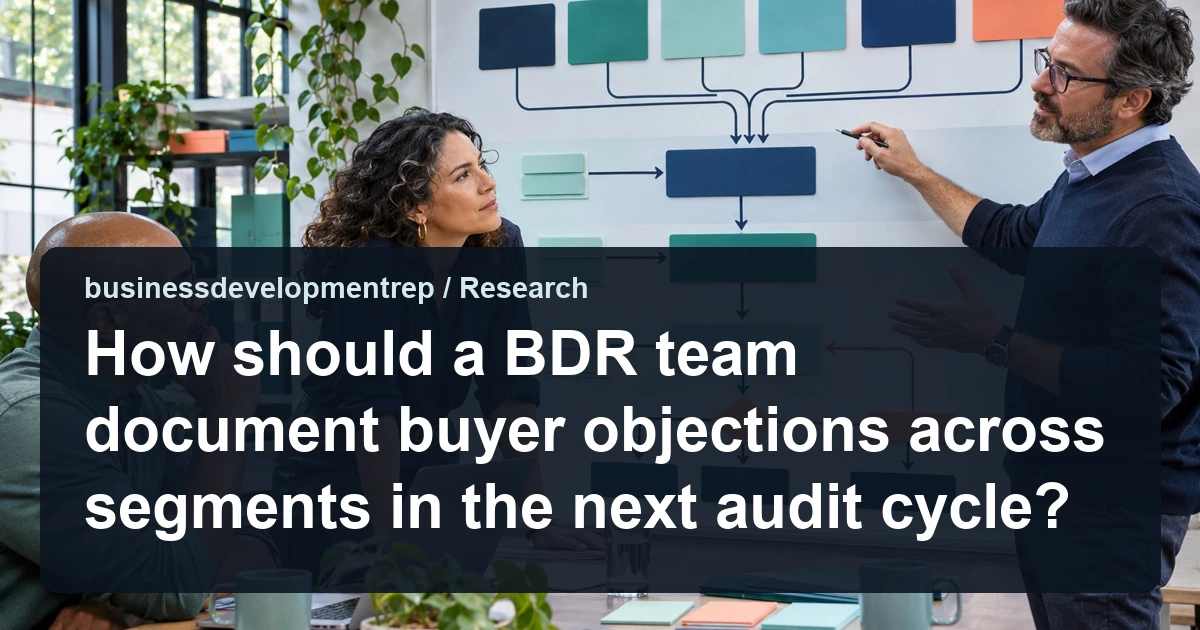 businessdevelopmentrep / Research
How should a BDR team
document buyer objections across
segments in the next audit cycle?